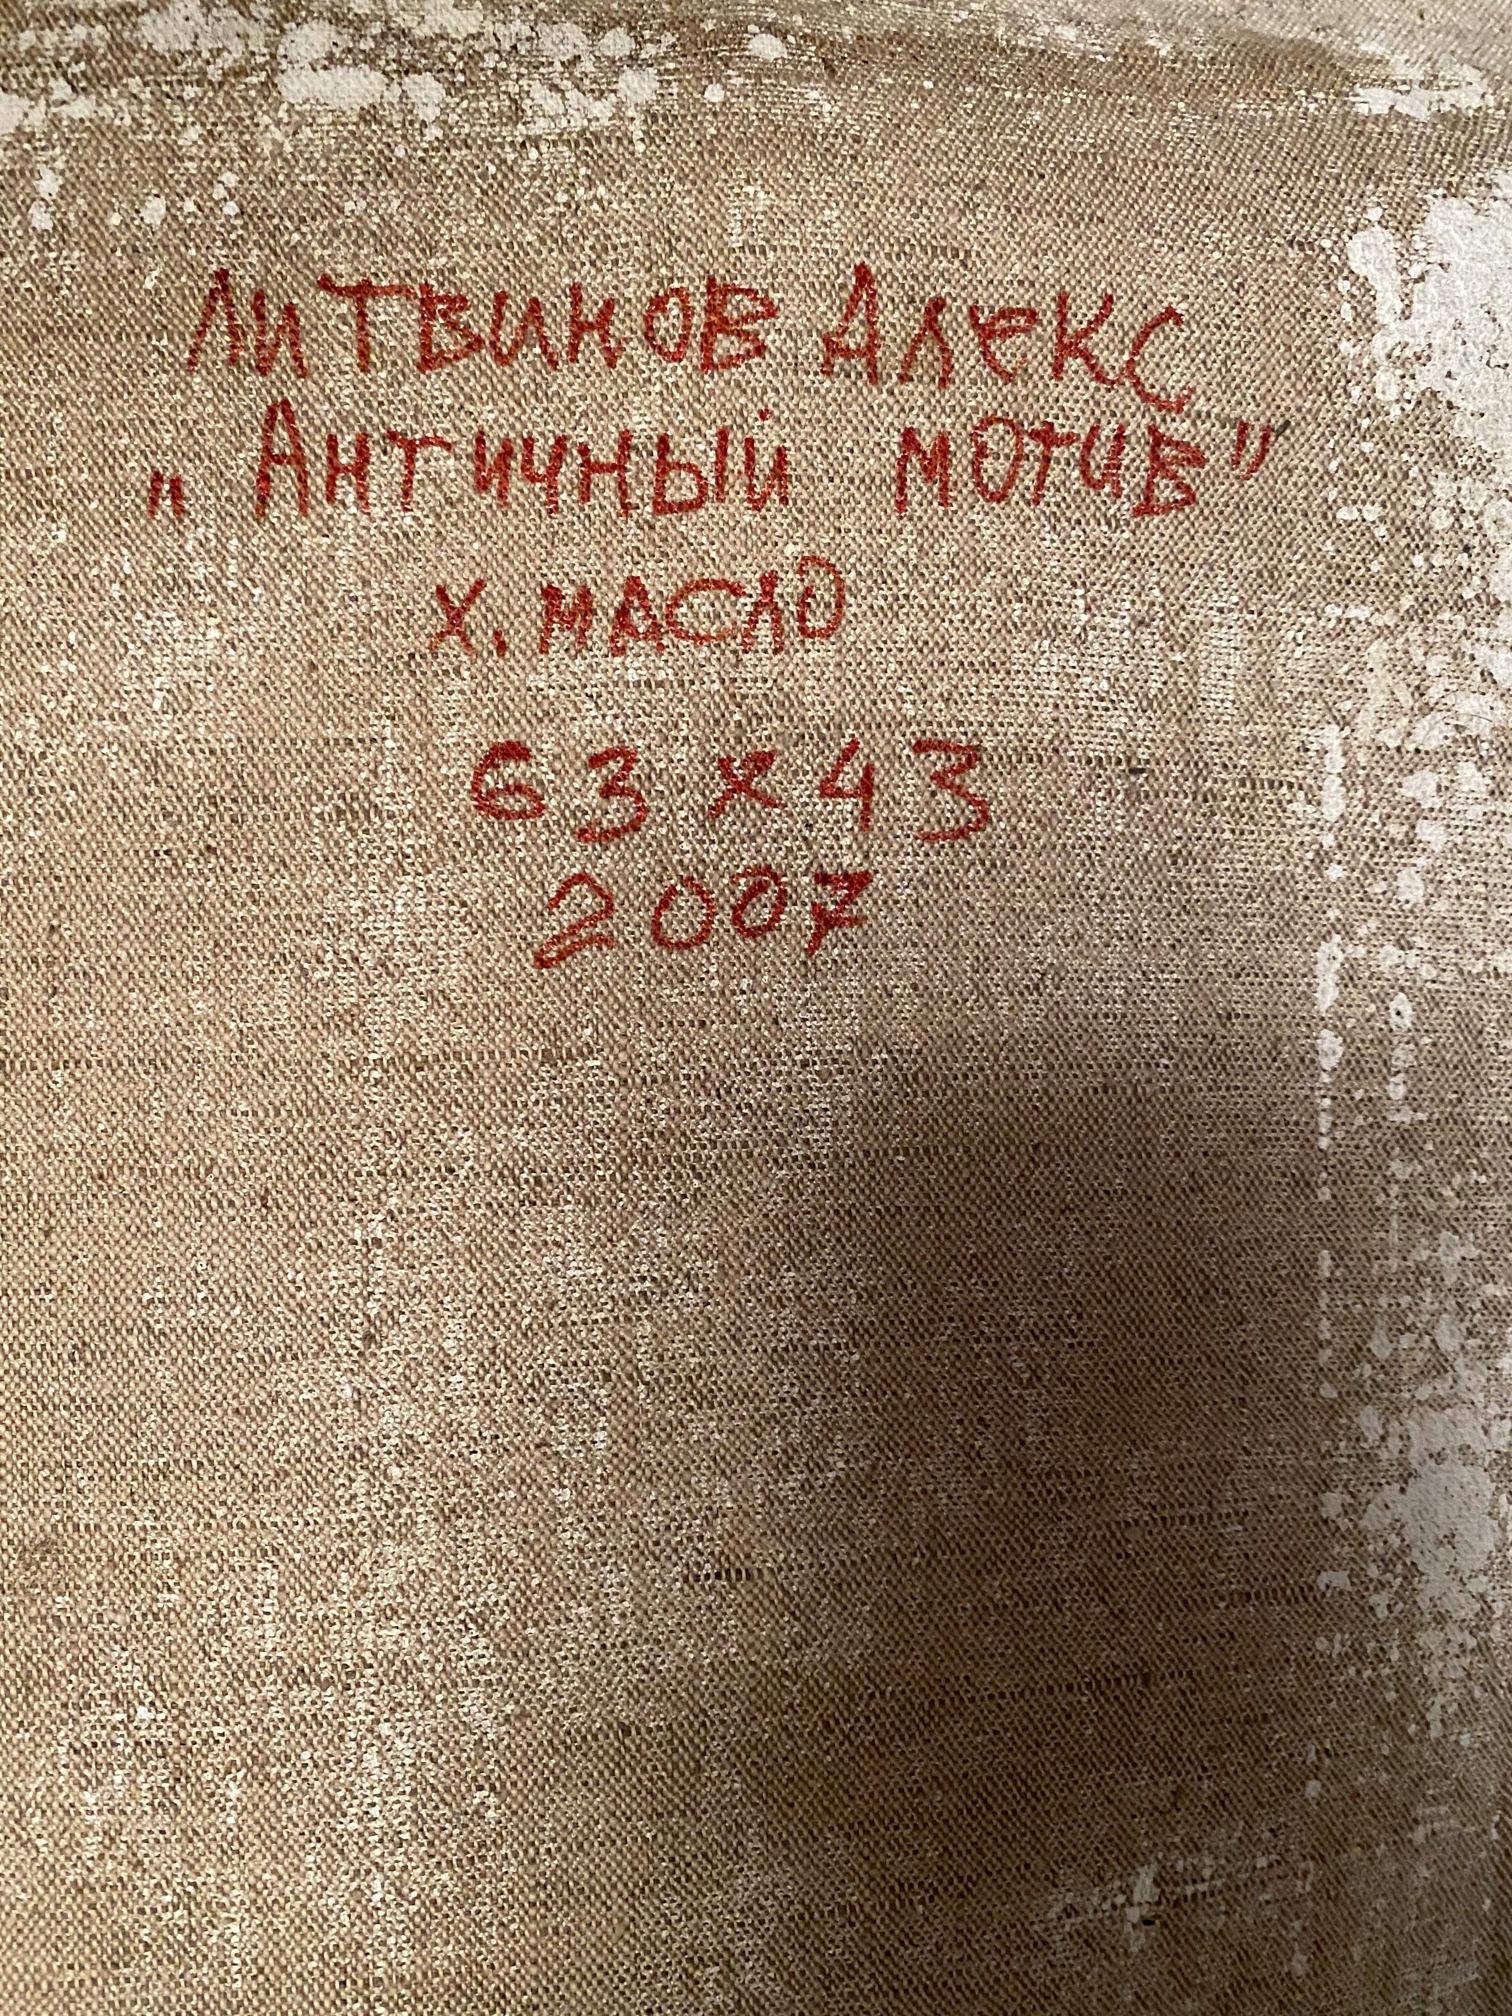 Литвинов Алекс
„Античный мотив"
х. масло
63 x 43
2007